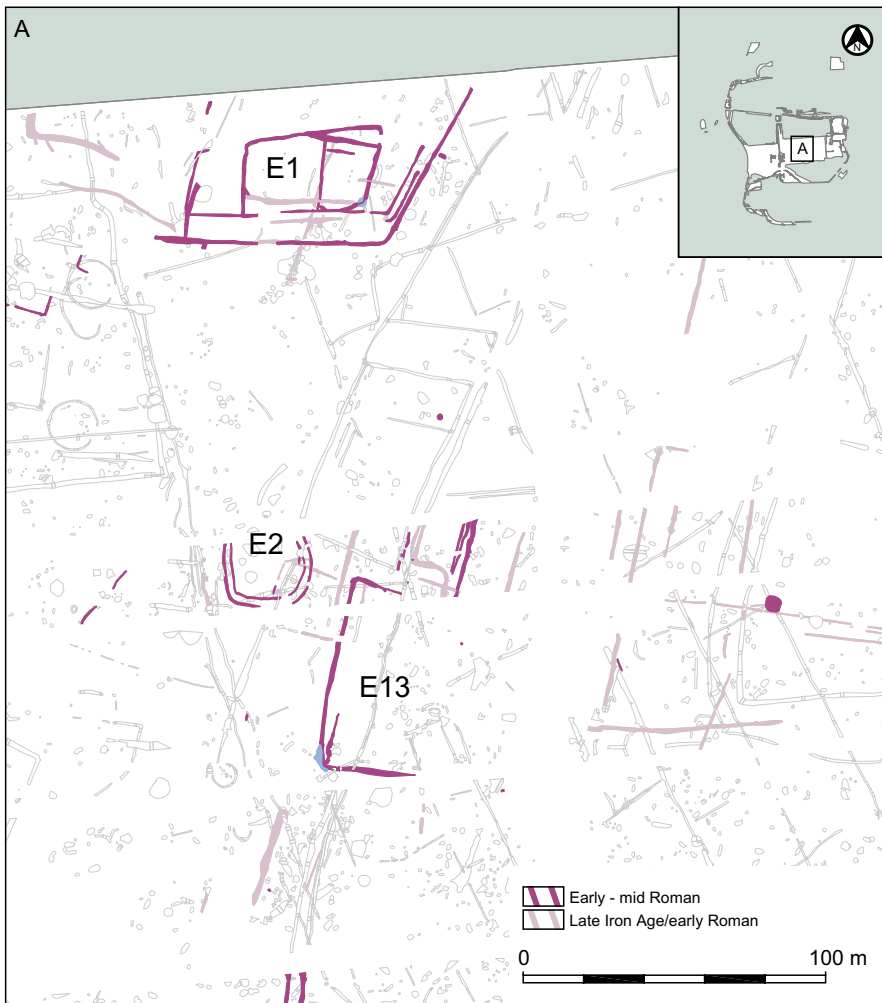 A
N
A
E1
E2
E13
Early - mid Roman
Late Iron Age/early Roman
0 100 m